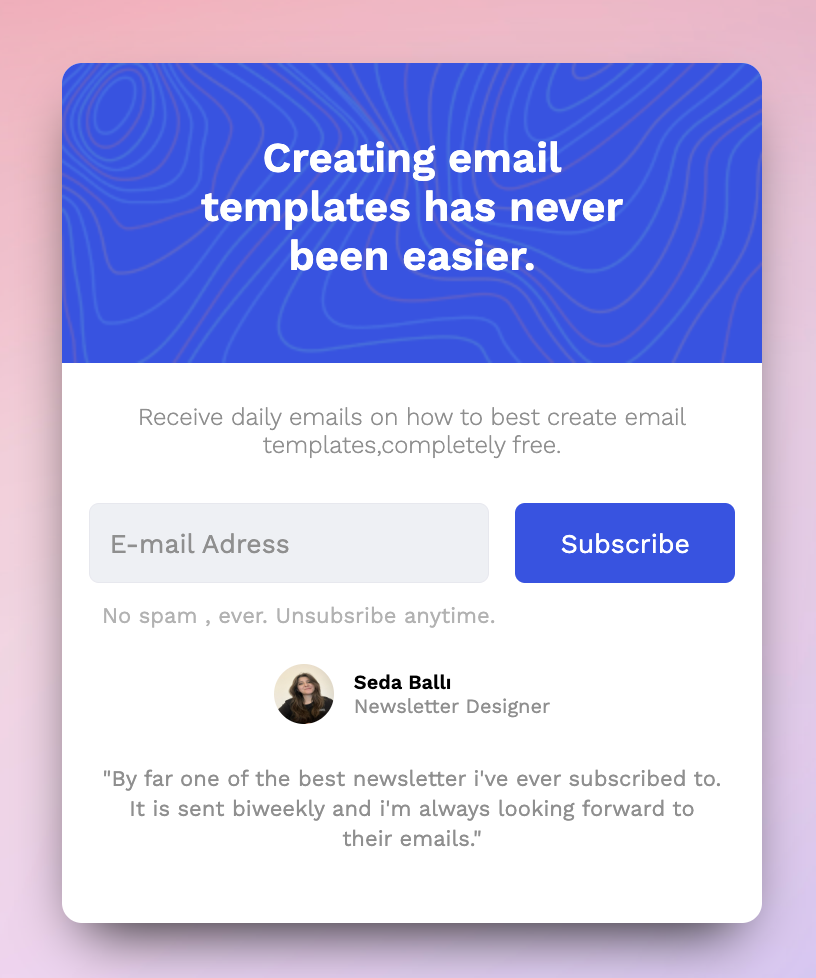 Creating email
templates has never
been easier.
Receive daily emails on how to best create email
templates,completely free.
E-mail Adress
Subscribe
No spam , ever. Unsubsribe anytime.
Seda Ballı
Newsletter Designer
"By far one of the best newsletter i've ever subscribed to.
It is sent biweekly and i'm always looking forward to
their emails."